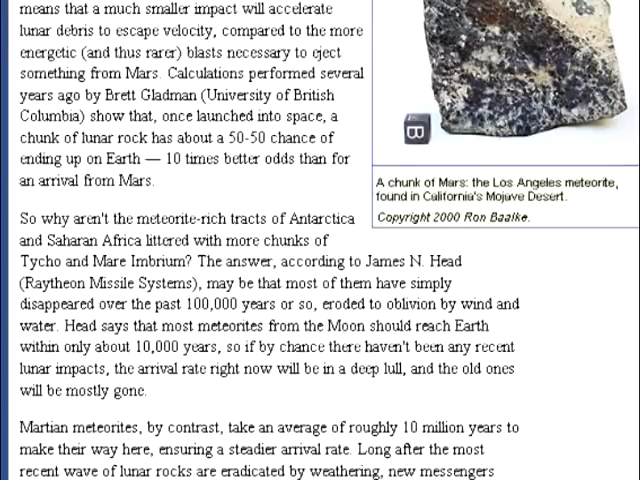 means that a much smaller impact will accelerate
lunar debris to escape velocity, compared to the more
energetic (and thus rarer) blasts necessary to eject
something from Mars. Calculations performed several
years ago by Brett Gladman (University of British
Columbia) show that, once launched into space, a
chunk of lunar rock has about a 50-50 chance of
ending up on Earth — 10 times better odds than for
an arrival from Mars.
B
A chunk of Mars: the Los Angeles meteorite,
found in California's Mojave Desert.
Copyright 2000 Ron Baalke.
So why aren't the meteorite-rich tracts of Antarctica
and Saharan Africa littered with more chunks of
Tycho and Mare Imbrium? The answer, according to James N. Head
(Raytheon Missile Systems), may be that most of them have simply
disappeared over the past 100,000 years or so, eroded to oblivion by wind and
water. Head says that most meteorites from the Moon should reach Earth
within only about 10,000 years, so if by chance there haven't been any recent
lunar impacts, the arrival rate right now will be in a deep lull, and the old ones
will be mostly gone.
Martian meteorites, by contrast, take an average of roughly 10 million years to
make their way here, ensuring a steadier arrival rate. Long after the most
recent wave of lunar rocks are eradicated by weathering, new messengers